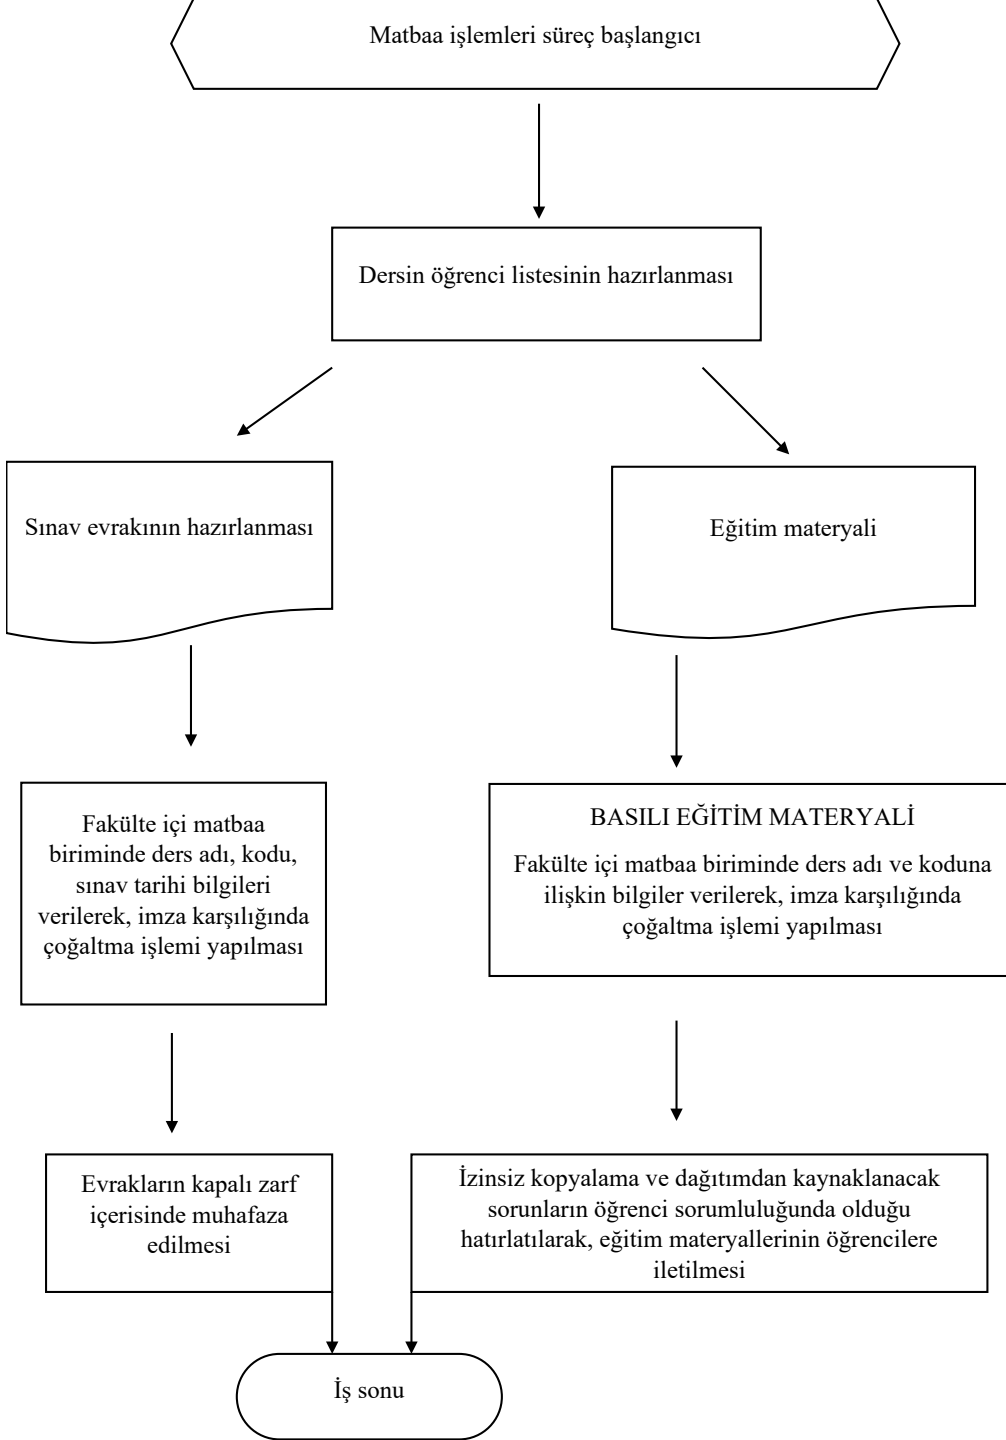 Matbaa işlemleri süreç başlangıcı
Dersin öğrenci listesinin hazırlanması
Sınav evrakının hazırlanması
Eğitim materyali
Fakülte içi matbaa
biriminde ders adı, kodu,
sınav tarihi bilgileri
verilerek, imza karşılığında
çoğaltma işlemi yapılması
BASILI EĞİTİM MATERYALİ
Fakülte içi matbaa biriminde ders adı ve koduna
ilişkin bilgiler verilerek, imza karşılığında
çoğaltma işlemi yapılması
Evrakların kapalı zarf
içerisinde muhafaza
edilmesi
İzinsiz kopyalama ve dağıtımdan kaynaklanacak
sorunların öğrenci sorumluluğunda olduğu
hatırlatılarak, eğitim materyallerinin öğrencilere
iletilmesi
İş sonu